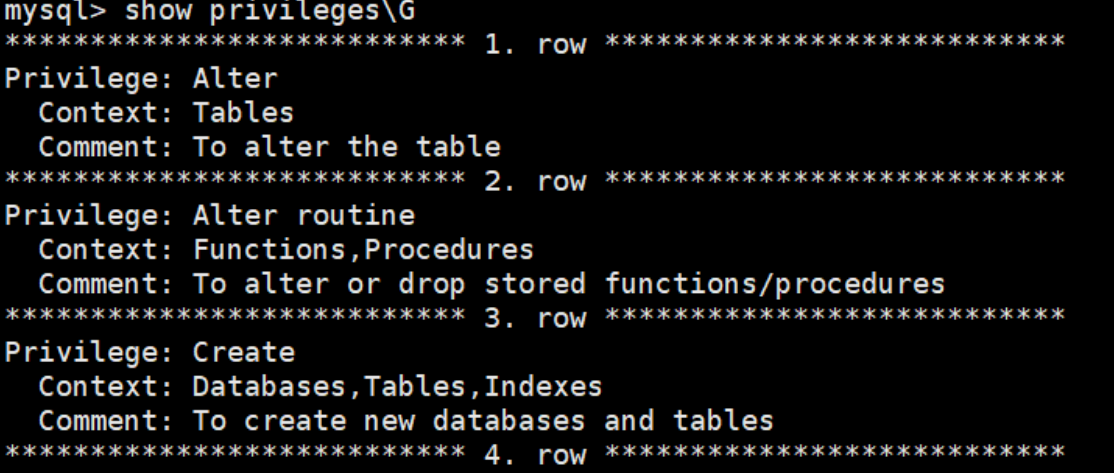 mysql> show privileges\G
*************************** 1. row ***************************
Privilege: Alter
  Context: Tables
  Comment: To alter the table
*************************** 2. row ***************************
Privilege: Alter routine
  Context: Functions,Procedures
  Comment: To alter or drop stored functions/procedures
*************************** 3. row ***************************
Privilege: Create
  Context: Databases,Tables,Indexes
  Comment: To create new databases and tables
*************************** 4. row ***************************